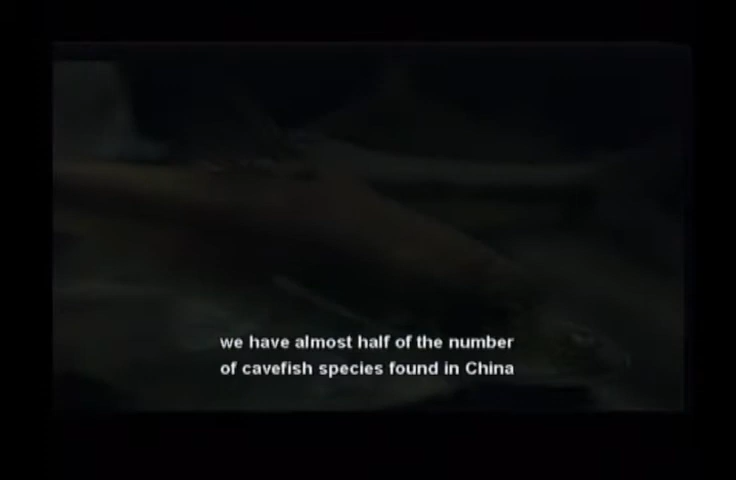 we have almost half of the number
of cavefish species found in China